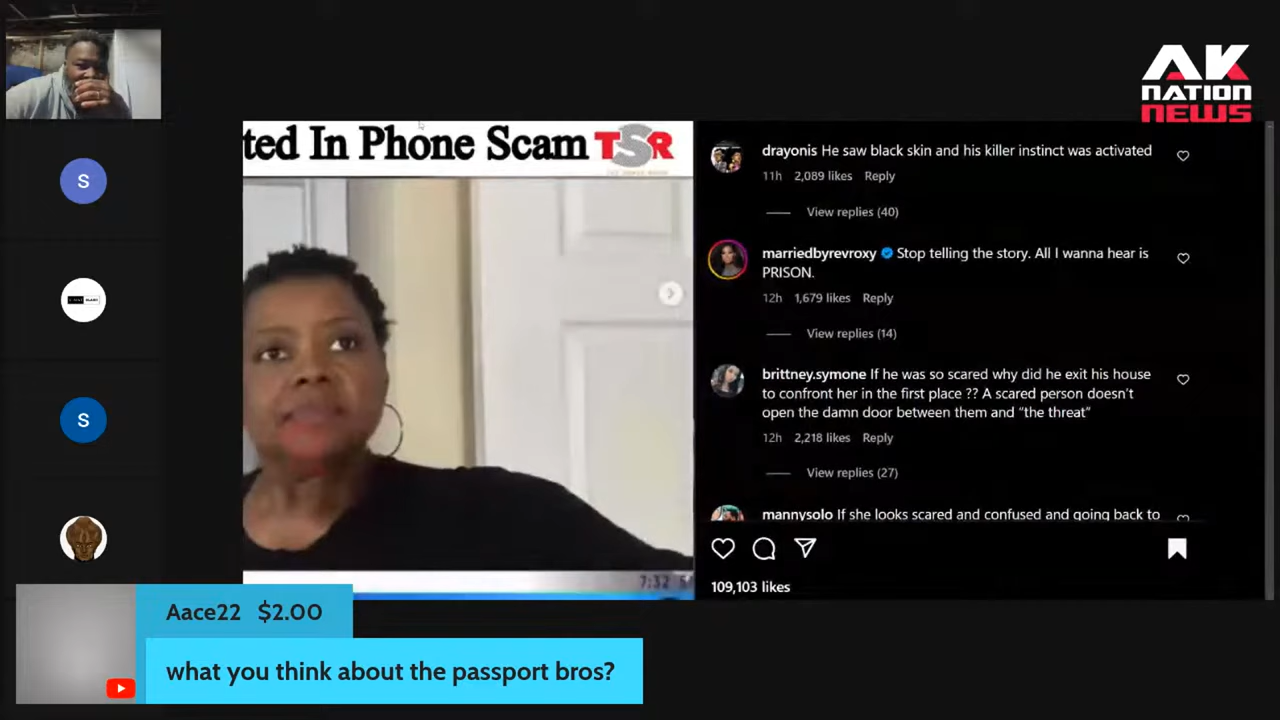 AK
NATION
NEWS
ted In Phone Scam TSR
drayonis He saw black skin and his killer instinct was activated
11h 2,089 likes Reply
View replies (40)
marriedbyrevroxy Stop telling the story. All I wanna hear is
PRISON.
12h 1,679 likes Reply
View replies (14)
brittney.symone If he was so scared why did he exit his house
to confront her in the first place ?? A scared person doesn't
open the damn door between them and “the threat”
12h 2,218 likes Reply
View replies (27)
mannysolo If she looks scared and confused and going back to
109,103 likes
7:32
S
S
Aace22 $2.00
what you think about the passport bros?